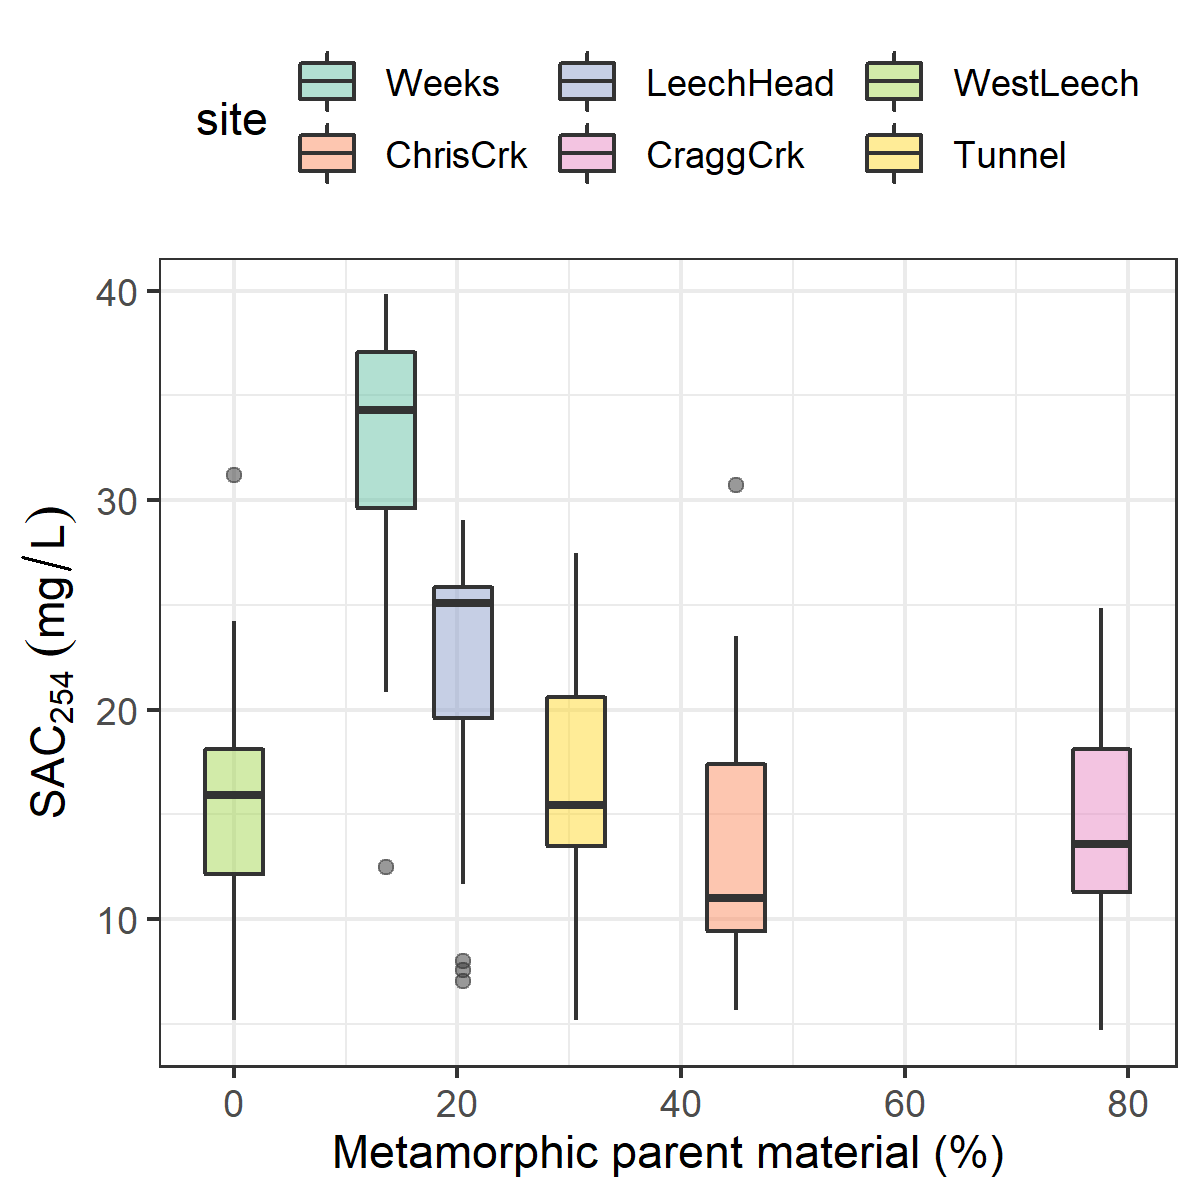 site
Weeks LeechHead WestLeech
ChrisCrk CraggCrk Tunnel
40
30
20
10
SAC₂₅₄ (mg/L)
0 20 40 60 80
Metamorphic parent material (%)